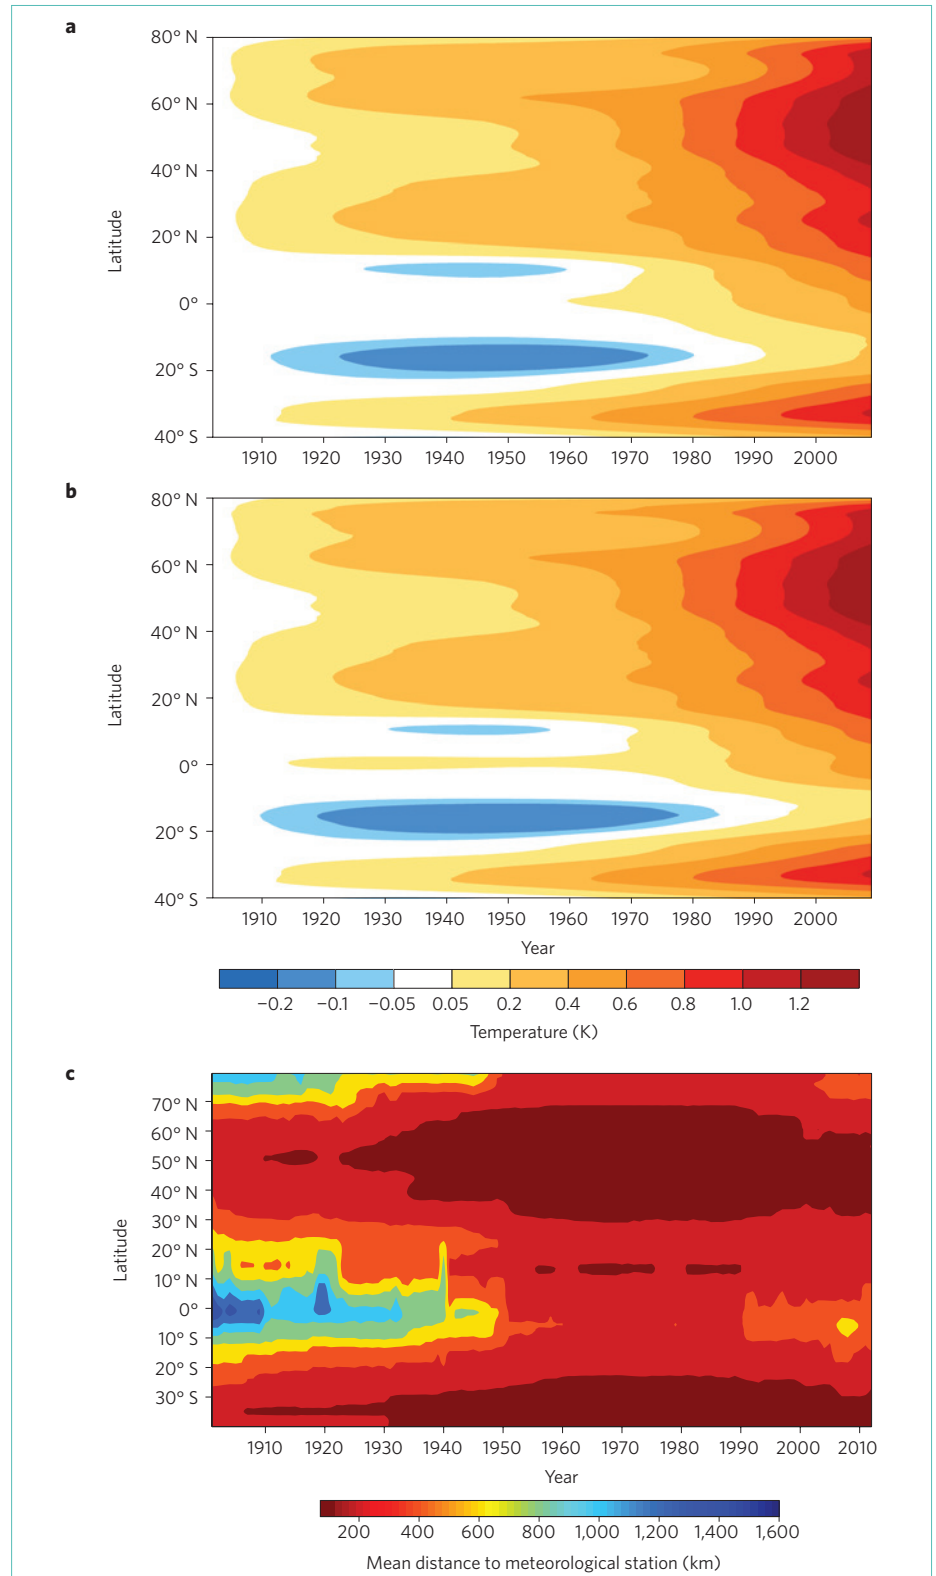 a
80° N
60° N
40° N
20° N
0°
20° S
40° S
Latitude
1910 1920 1930 1940 1950 1960 1970 1980 1990 2000
b
80° N
60° N
40° N
20° N
0°
20° S
40° S
Latitude
1910 1920 1930 1940 1950 1960 1970 1980 1990 2000
Year
−0.2 −0.1 −0.05 0.05 0.2 0.4 0.6 0.8 1.0 1.2
Temperature (K)
c
70° N
60° N
50° N
40° N
30° N
20° N
10° N
0°
10° S
20° S
30° S
Latitude
1910 1920 1930 1940 1950 1960 1970 1980 1990 2000 2010
Year
200 400 600 800 1,000 1,200 1,400 1,600
Mean distance to meteorological station (km)